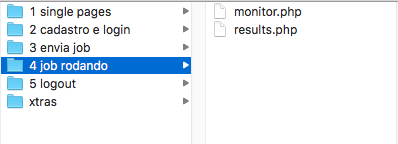 1 single pages
2 cadastro e login
3 envia job
4 job rodando
5 logout
xtras
monitor.php
results.php